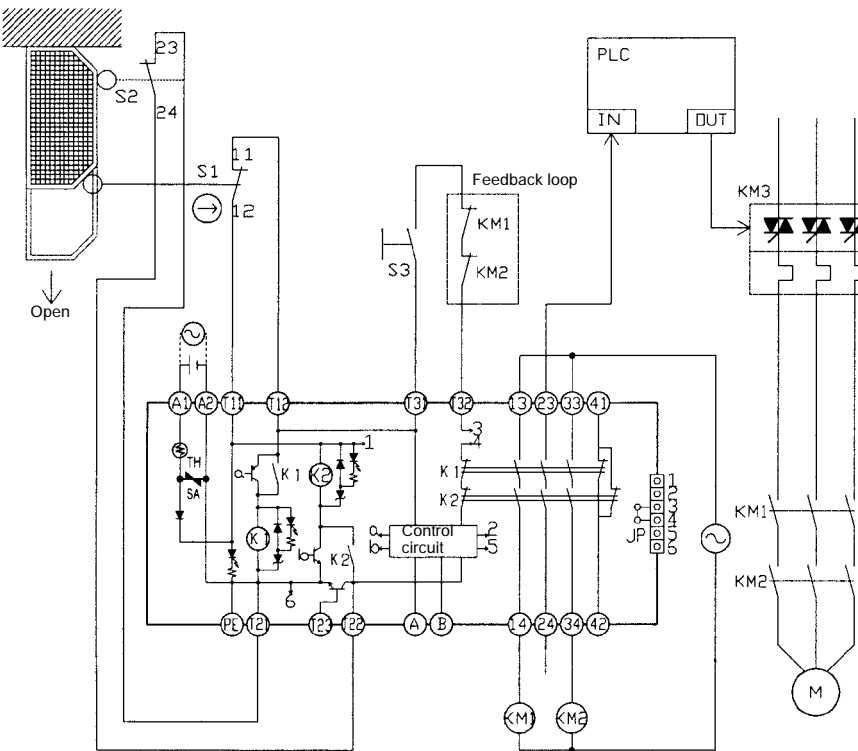 23
S2
24
11
S1
12
Open
Feedback loop
KM1
KM2
S3
PLC
IN
OUT
KM3
A1
A2
T11
T12
T31
T32
13
23
33
41
TH
SA
a
K1
K2
1
K1
b
K2
6
3
4
K1
K2
a
b
Control
circuit
2
5
JP
1
2
3
4
5
6
KM1
KM2
PE
T21
T23
T22
A
B
14
24
34
42
KM1
KM2
M